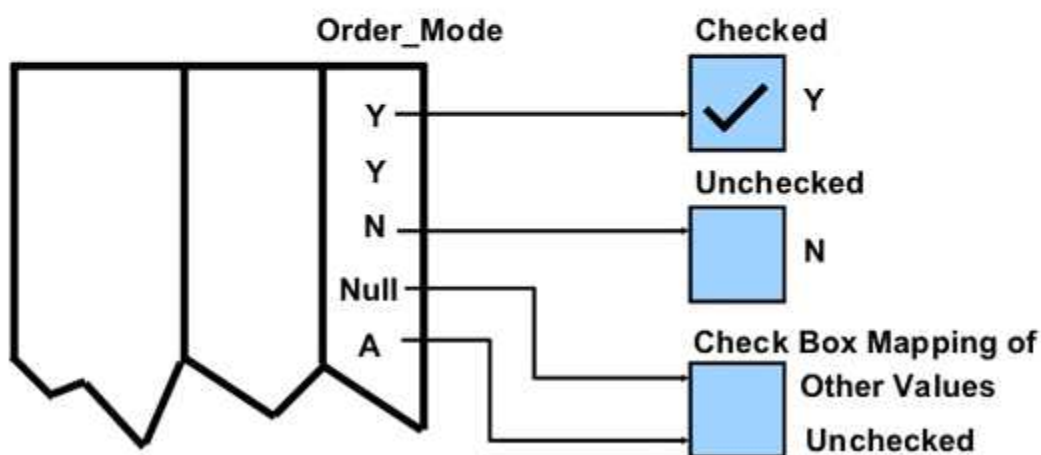 Order_Mode
Y
Y
N
Null
A
Checked
Y
Unchecked
N
Check Box Mapping of
Other Values
Unchecked